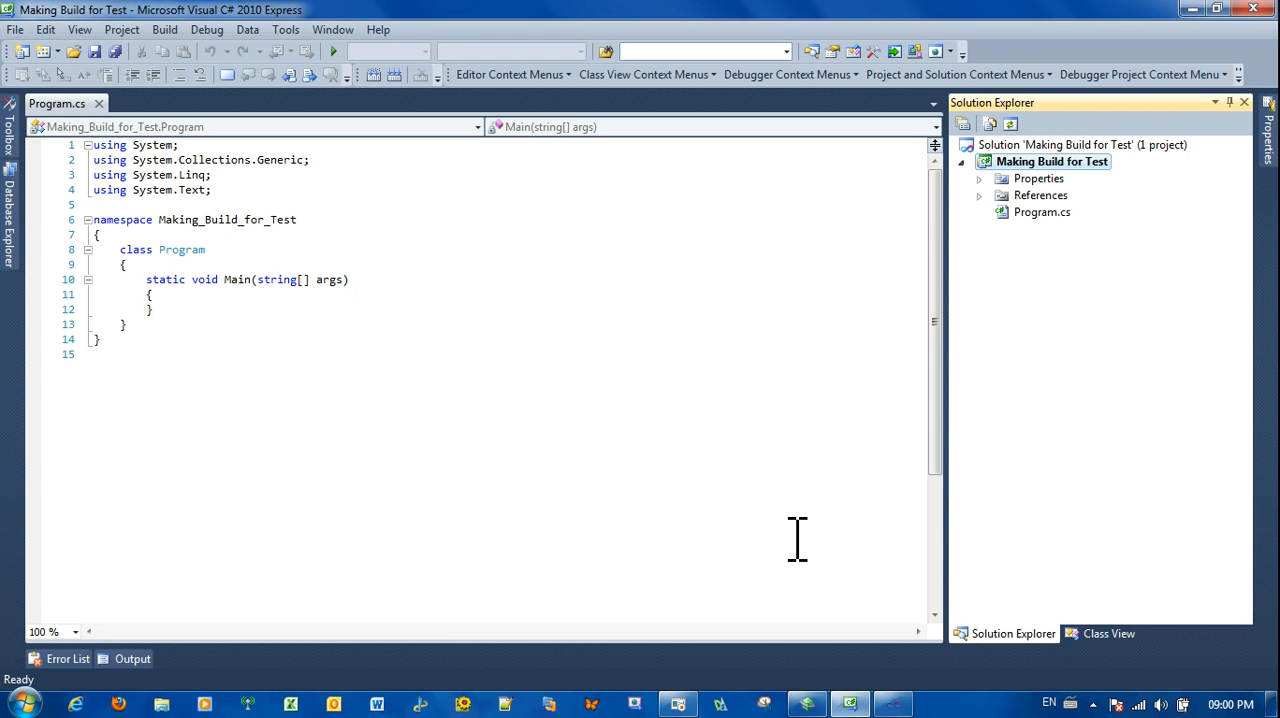 Making Build for Test - Microsoft Visual C# 2010 Express
File Edit View Project Build Debug Data Tools Window Help
Editor Context Menus Class View Context Menus Debugger Context Menus Project and Solution Context Menus Debugger Project Context Menu
Toolbox
Database Explorer
Program.cs
Making_Build_for_Test.Program
Main(string[] args)
1 using System;
2 using System.Collections.Generic;
3 using System.Linq;
4 using System.Text;
5
6 namespace Making_Build_for_Test
7 {
8 class Program
9 {
10 static void Main(string[] args)
11 {
12 }
13 }
14 }
15
100 %
Solution Explorer
Solution 'Making Build for Test' (1 project)
Making Build for Test
Properties
References
Program.cs
Solution Explorer Class View
Properties
Error List Output
Ready
EN 09:00 PM